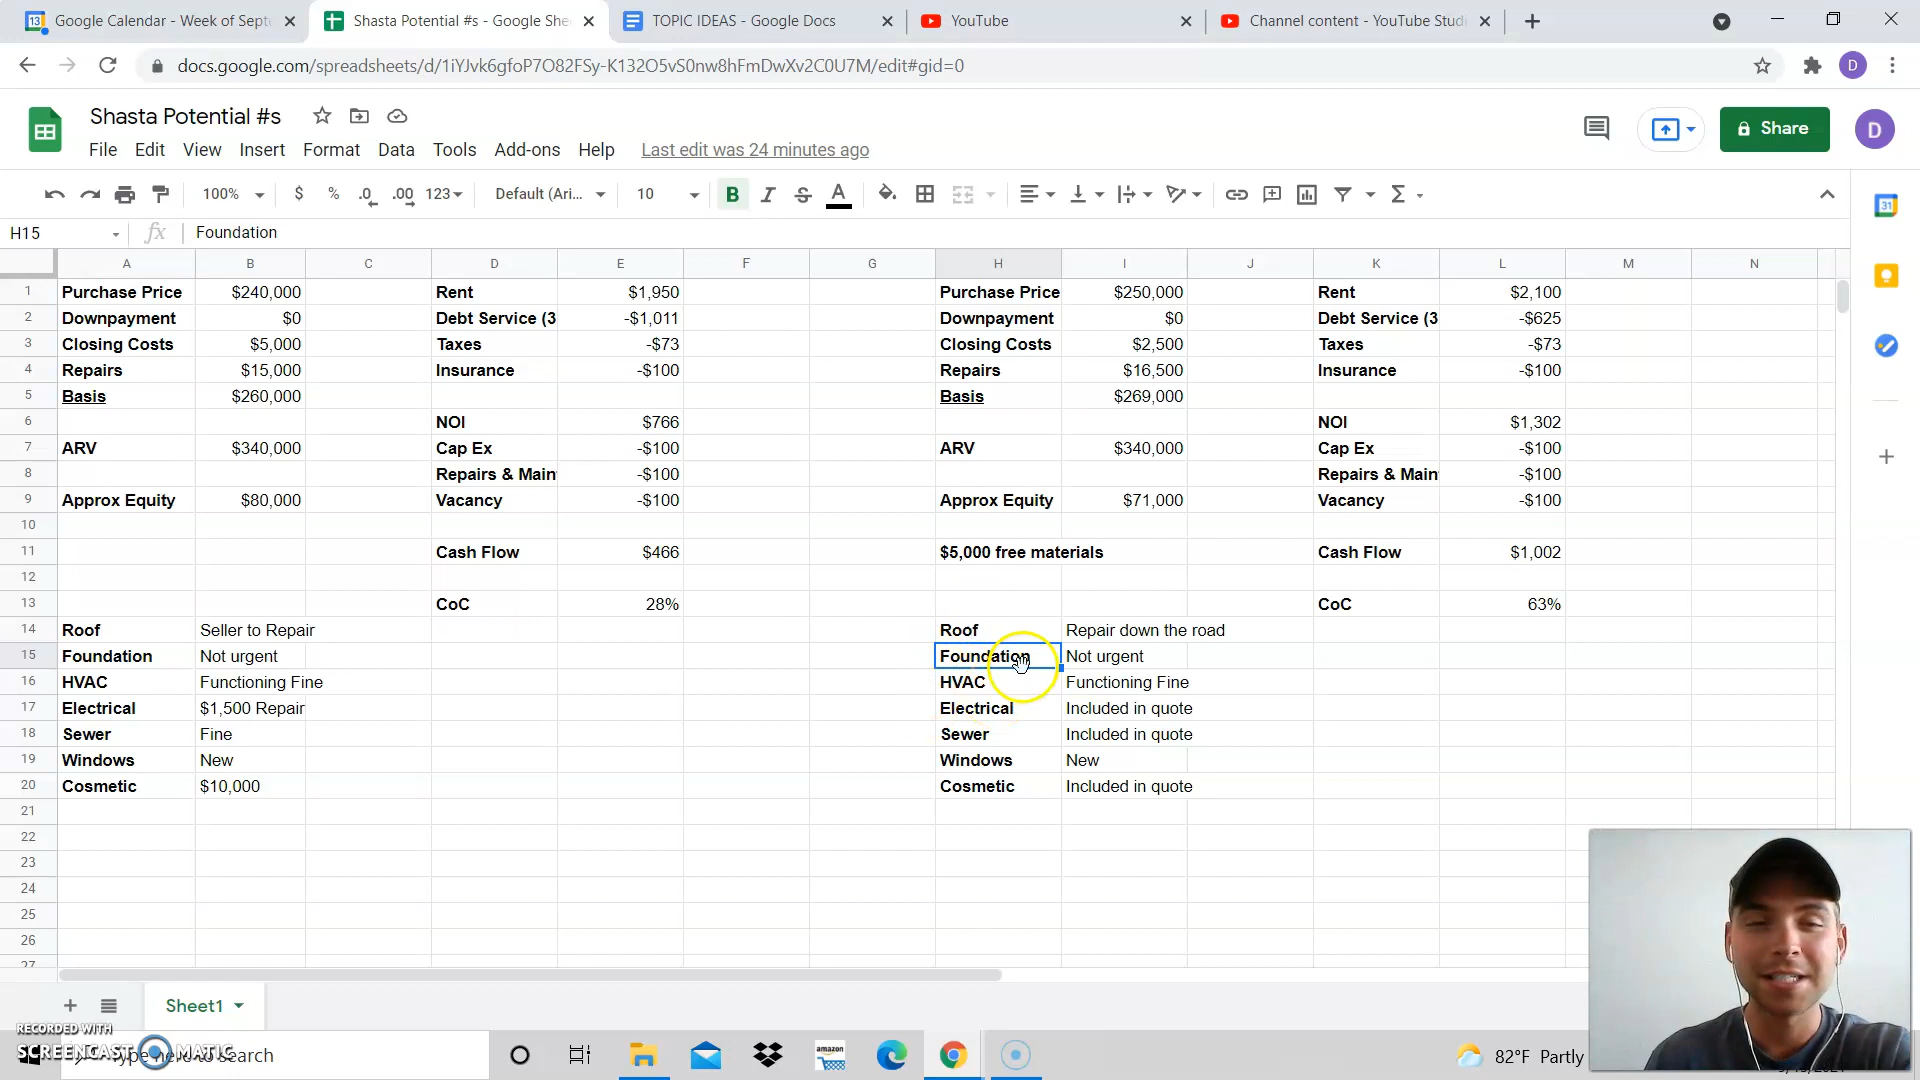 Google Calendar - Week of Septe
Shasta Potential #s - Google She
TOPIC IDEAS - Google Docs
YouTube
Channel content - YouTube Studi
docs.google.com/spreadsheets/d/1iYJvk6gfoP7O82FSy-K132O5vS0nw8hFmDwXv2C0U7M/edit#gid=0
D
Shasta Potential #s
Share
D
File Edit View Insert Format Data Tools Add-ons Help Last edit was 24 minutes ago
100% $ % .0 .00 123 Default (Ari... 10 B I S A
H15 fx Foundation
A B C D E F G H I J K L M N
1 Purchase Price $240,000 Rent $1,950 Purchase Price $250,000 Rent $2,100
2 Downpayment $0 Debt Service (3 -$1,011 Downpayment $0 Debt Service (3 -$625
3 Closing Costs $5,000 Taxes -$73 Closing Costs $2,500 Taxes -$73
4 Repairs $15,000 Insurance -$100 Repairs $16,500 Insurance -$100
5 Basis $260,000 Basis $269,000
6 NOI $766 NOI $1,302
7 ARV $340,000 Cap Ex -$100 ARV $340,000 Cap Ex -$100
8 Repairs & Main -$100 Repairs & Main -$100
9 Approx Equity $80,000 Vacancy -$100 Approx Equity $71,000 Vacancy -$100
10
11 Cash Flow $466 $5,000 free materials Cash Flow $1,002
12
13 CoC 28% CoC 63%
14 Roof Seller to Repair Roof Repair down the road
15 Foundation Not urgent Foundation Not urgent
16 HVAC Functioning Fine HVAC Functioning Fine
17 Electrical $1,500 Repair Electrical Included in quote
18 Sewer Fine Sewer Included in quote
19 Windows New Windows New
20 Cosmetic $10,000 Cosmetic Included in quote
21
22
23
24
25
26
27
Sheet1
RECORDED WITH
SCREENCAST MATIC
Type here to search
amazon
82°F Partly